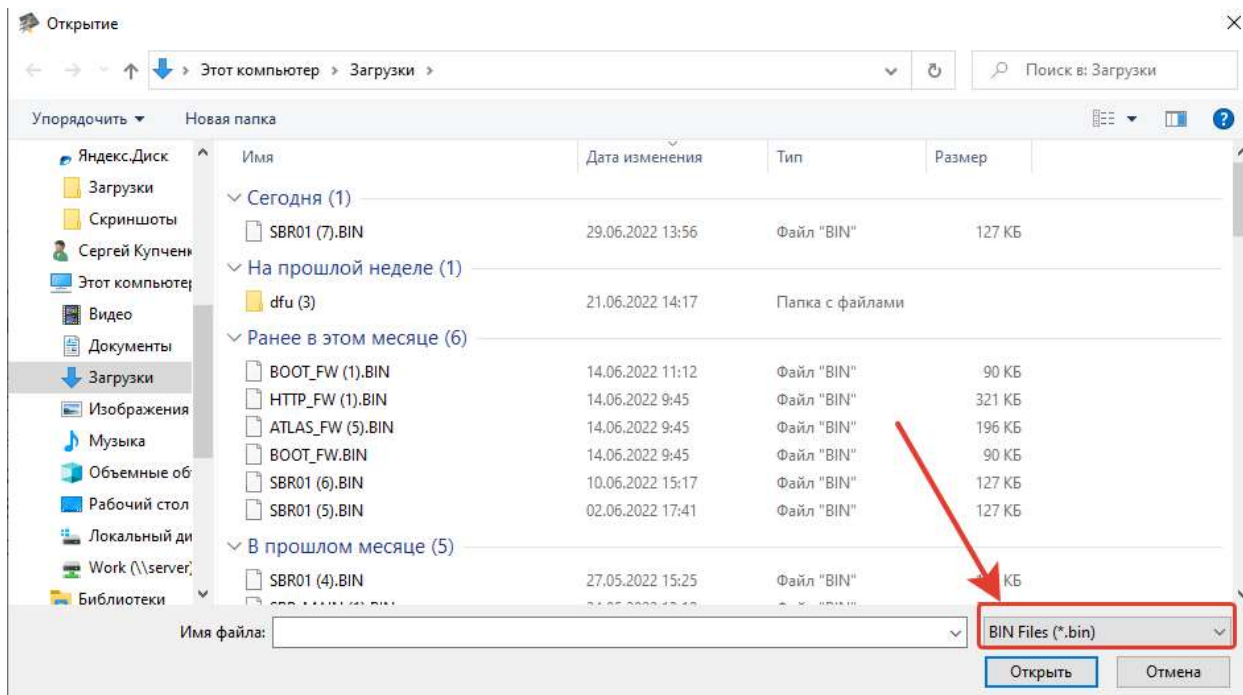 Открытие
Этот компьютер › Загрузки ›
Поиск в: Загрузки
Упорядочить Новая папка
Яндекс.Диск
Загрузки
Скриншоты
Сергей Купченк
Этот компьютер
Видео
Документы
Загрузки
Изображения
Музыка
Объемные об
Рабочий стол
Локальный ди
Work (\\server)
Библиотеки
Имя Дата изменения Тип Размер
Сегодня (1)
SBR01 (7).BIN 29.06.2022 13:56 Файл "BIN" 127 КБ
На прошлой неделе (1)
dfu (3) 21.06.2022 14:17 Папка с файлами
Ранее в этом месяце (6)
BOOT_FW (1).BIN 14.06.2022 11:12 Файл "BIN" 90 КБ
HTTP_FW (1).BIN 14.06.2022 9:45 Файл "BIN" 321 КБ
ATLAS_FW (5).BIN 14.06.2022 9:45 Файл "BIN" 196 КБ
BOOT_FW.BIN 14.06.2022 9:45 Файл "BIN" 90 КБ
SBR01 (6).BIN 10.06.2022 15:17 Файл "BIN" 127 КБ
SBR01 (5).BIN 02.06.2022 17:41 Файл "BIN" 127 КБ
В прошлом месяце (5)
SBR01 (4).BIN 27.05.2022 15:25 Файл "BIN" КБ
Имя файла:
BIN Files (*.bin)
Открыть Отмена